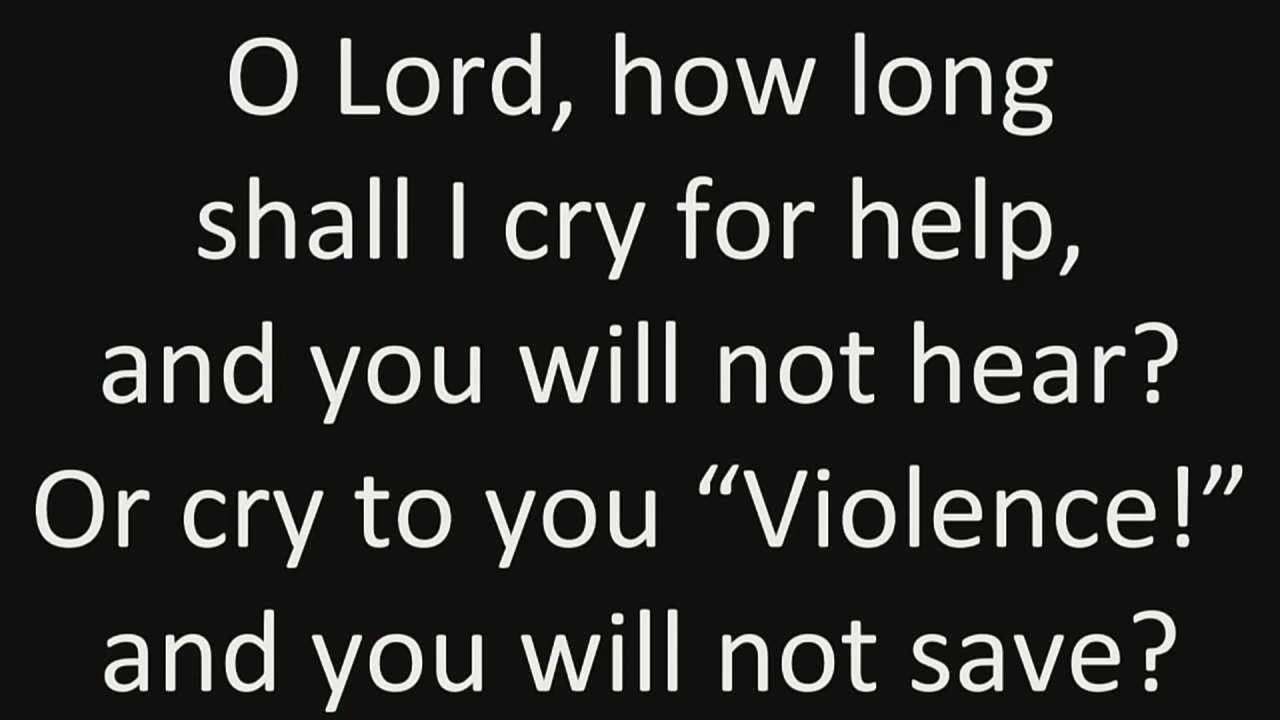 O Lord, how long
shall I cry for help,
and you will not hear?
Or cry to you “Violence!”
and you will not save?